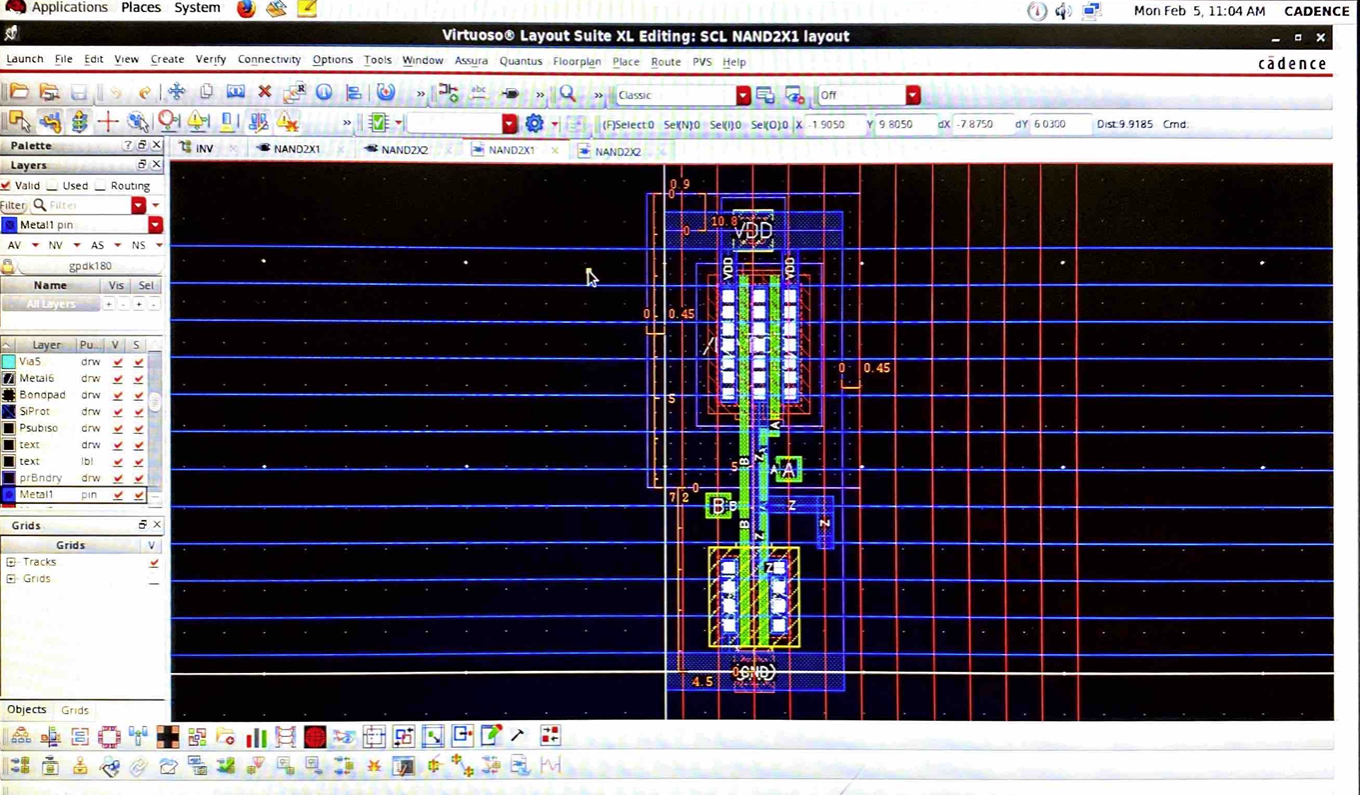 Applications Places System Mon Feb 5, 11:04 AM CADENCE
Virtuoso® Layout Suite XL Editing: SCL NAND2X1 layout
Launch File Edit View Create Verify Connectivity Options Tools Window Assura Quantus Floorplan Place Route PVS Help cādence
abc Classic Off
(F)Select:0 Sel(N):0 Sel(I):0 Sel(O):0 X -1.9050 Y 9.8050 dX -7.8750 dY 6.0300 Dist:9.9185 Cmd:
Palette ? INV NAND2X1 NAND2X2 NAND2X1 NAND2X2
Layers
Valid Used Routing
Filter Filter
Metal1 pin
AV NV AS NS
gpdk180
Name Vis Sel
All Layers + - + -
Layer Pu... V S
Via5 drw
Metal6 drw
Bondpad drw
SiProt drw
Psubiso drw
text drw
text lbl
prBndry drw
Metal1 pin
Grids
Grids V
Tracks
Grids
Objects Grids
0.9
0
10.8
0
VDD
VDD VDD
0 0.45
0 0.45
S
A
B Z
5 A A
0
7.2
B B Z
B Z Z
Z
GND
0
4.5